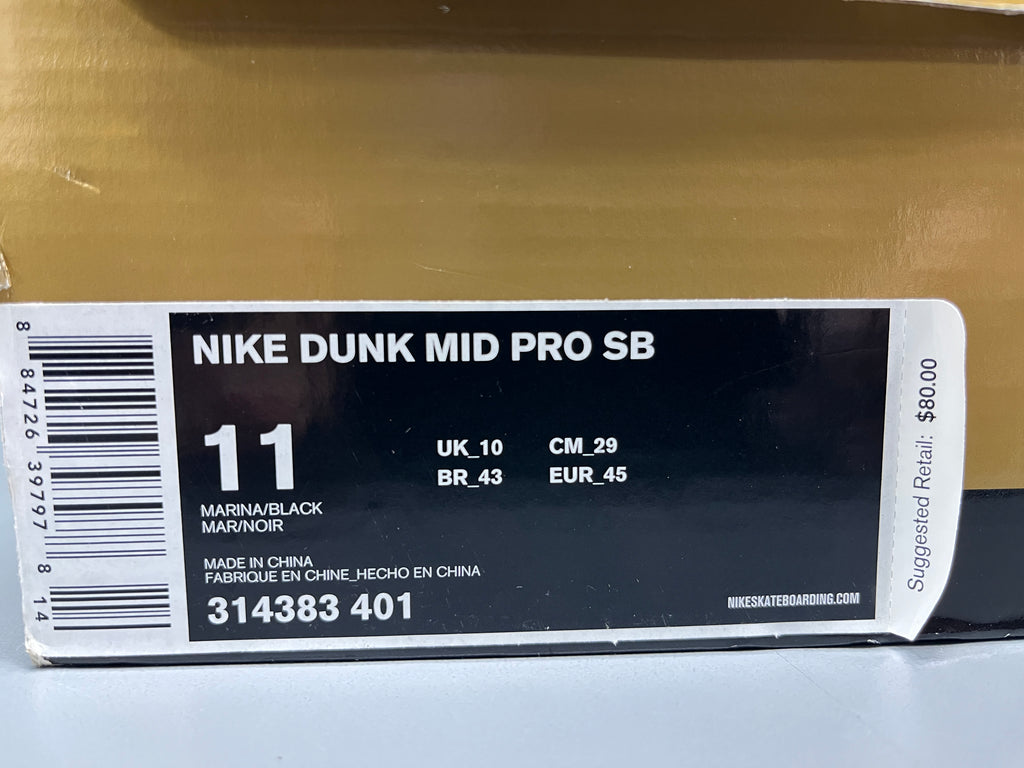 NIKE DUNK MID PRO SB
11
UK_10 CM_29
BR_43 EUR_45
MARINA/BLACK
MAR/NOIR
MADE IN CHINA
FABRIQUE EN CHINE_HECHO EN CHINA
314383 401
NIKESKATEBOARDING.COM
Suggested Retail: $80.00
8 84726 39797 8 14